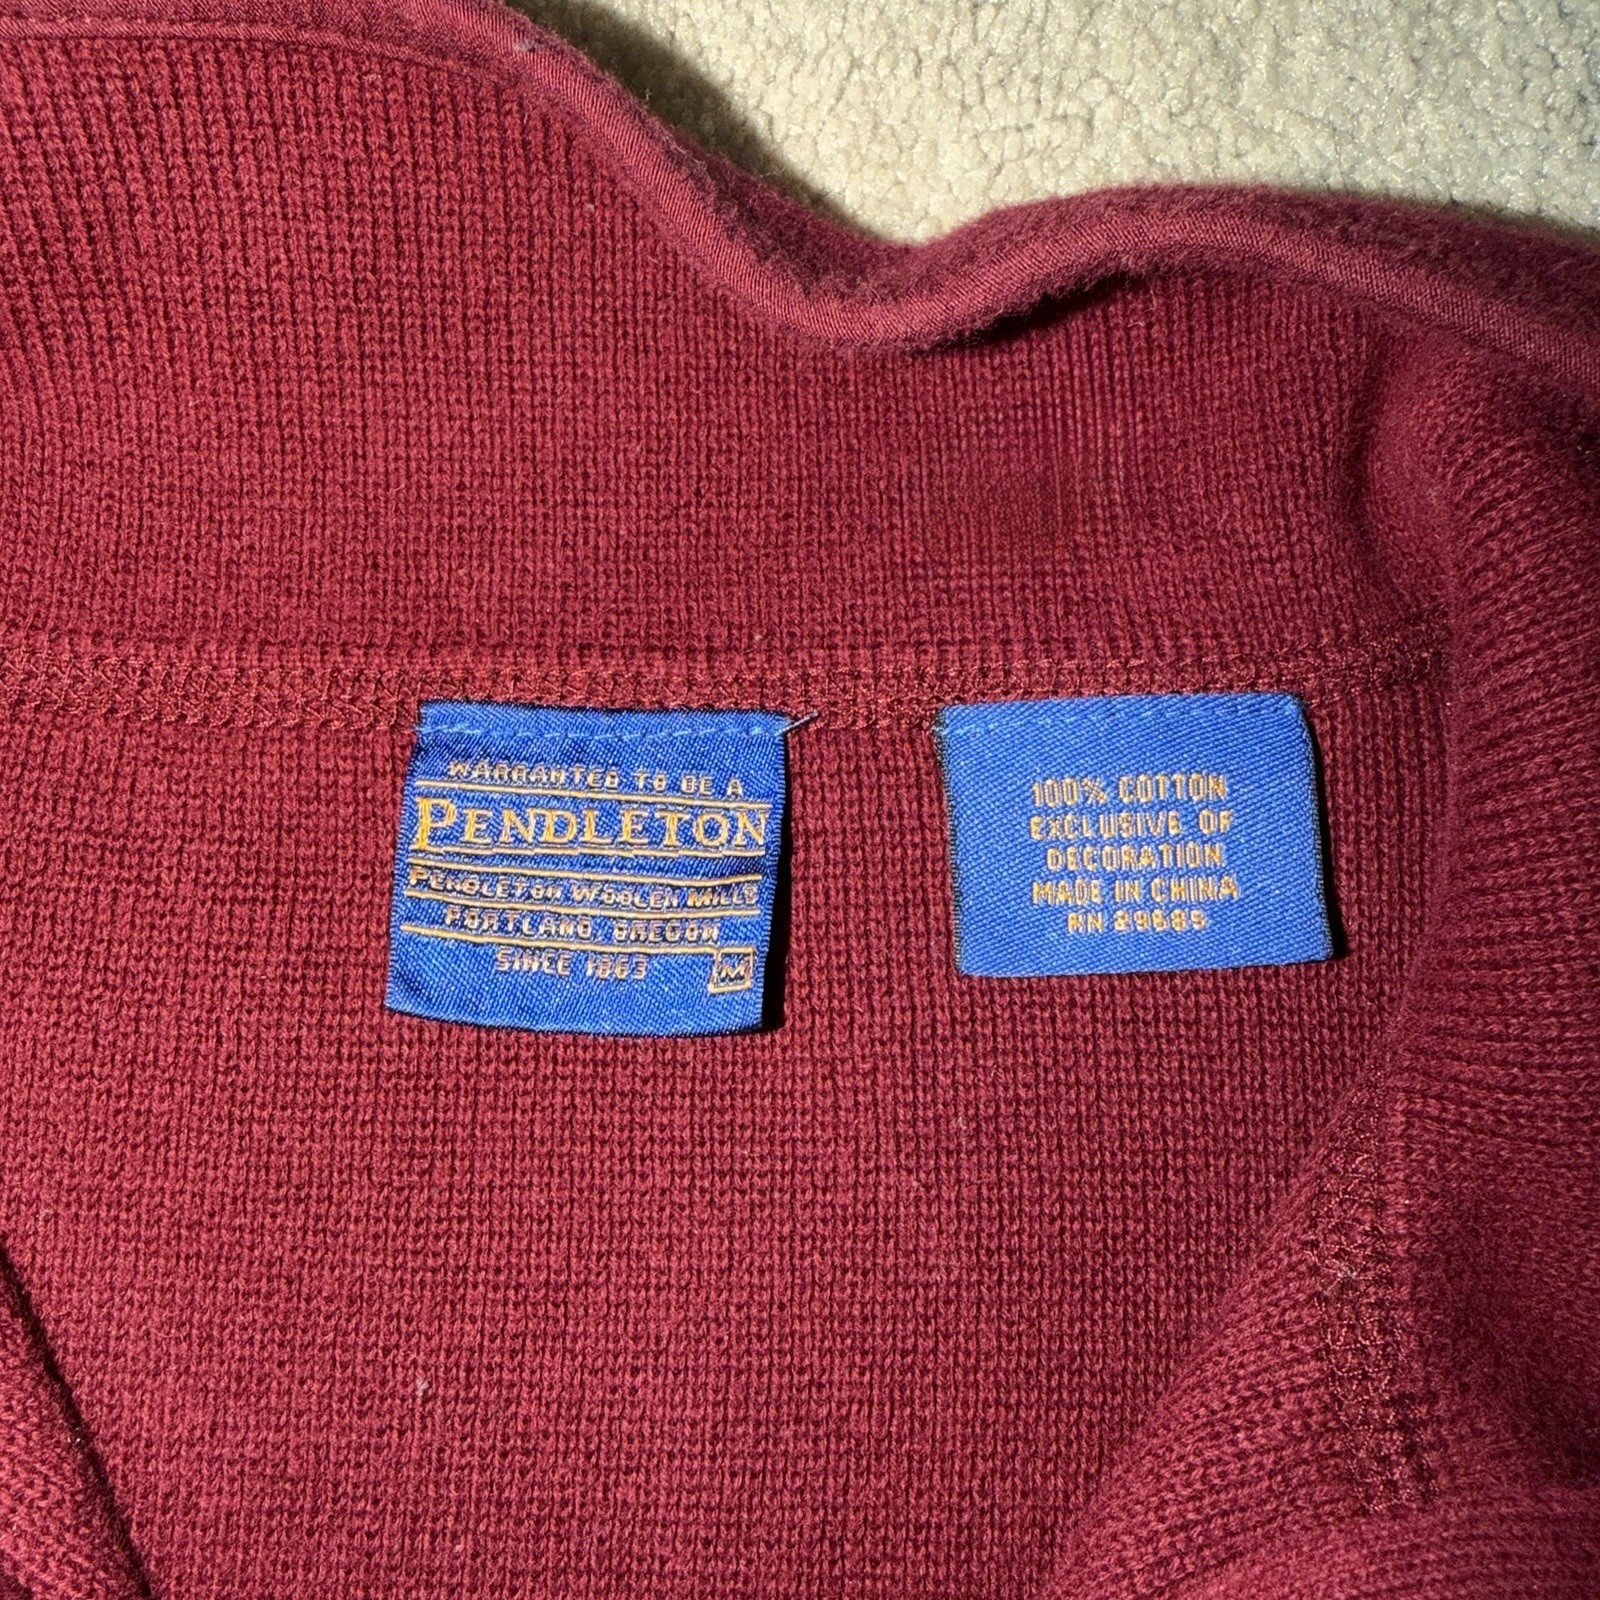 WARRANTED TO BE A
PENDLETON
PENDLETON WOOLEN MILLS
PORTLAND, OREGON
SINCE 1863
M
100% COTTON
EXCLUSIVE OF
DECORATION
MADE IN CHINA
RN 29685